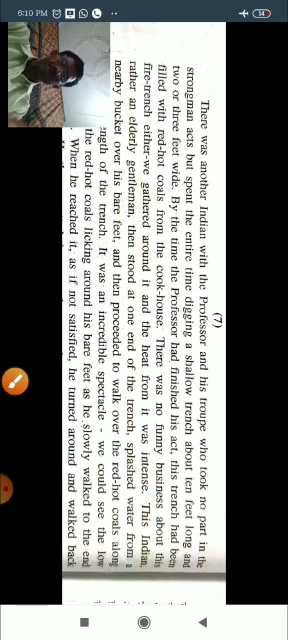 6:10 PM
14
(7)
There was another Indian with the Professor and his troupe who took no part in the
strongman acts but spent the entire time digging a shallow trench about ten feet long and
two or three feet wide. By the time the Professor had finished his act, this trench had been
filled with red-hot coals from the cook-house. There was no funny business about this
fire-trench either-we gathered around it and the heat from it was intense. This Indian,
rather an elderly gentleman, then stood at one end of the trench, splashed water from a
nearby bucket over his bare feet, and then proceeded to walk over the red-hot coals along
of the trench. It was an incredible spectacle - we could see the
the red-hot coals licking around his bare feet as he slowly walked to the end
When he reached it, as if not satisfied, he turned around and walked back